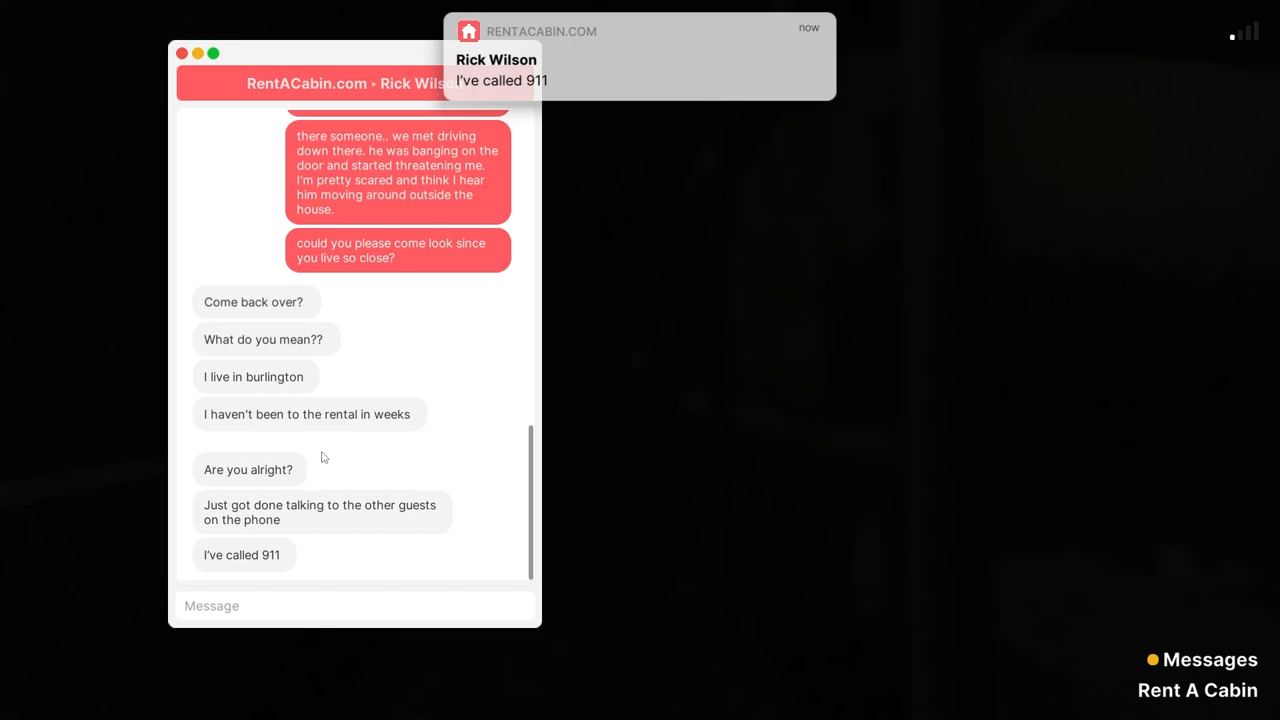 RENTACABIN.COM
now
Rick Wilson
I've called 911
RentACabin.com ▸ Rick Wilson
there someone.. we met driving
down there. he was banging on the
door and started threatening me.
I'm pretty scared and think I hear
him moving around outside the
house.
could you please come look since
you live so close?
Come back over?
What do you mean??
I live in burlington
I haven't been to the rental in weeks
Are you alright?
Just got done talking to the other guests
on the phone
I've called 911
Message
Messages
Rent A Cabin